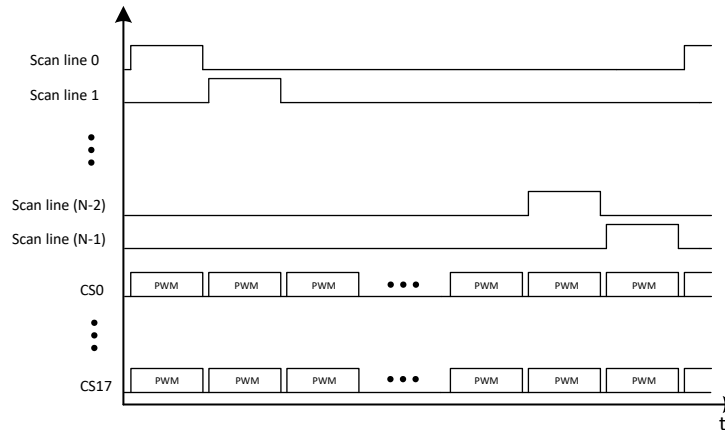 Scan line 0
Scan line 1
Scan line (N-2)
Scan line (N-1)
CS0 PWM PWM PWM PWM PWM PWM
CS17 PWM PWM PWM PWM PWM PWM
t